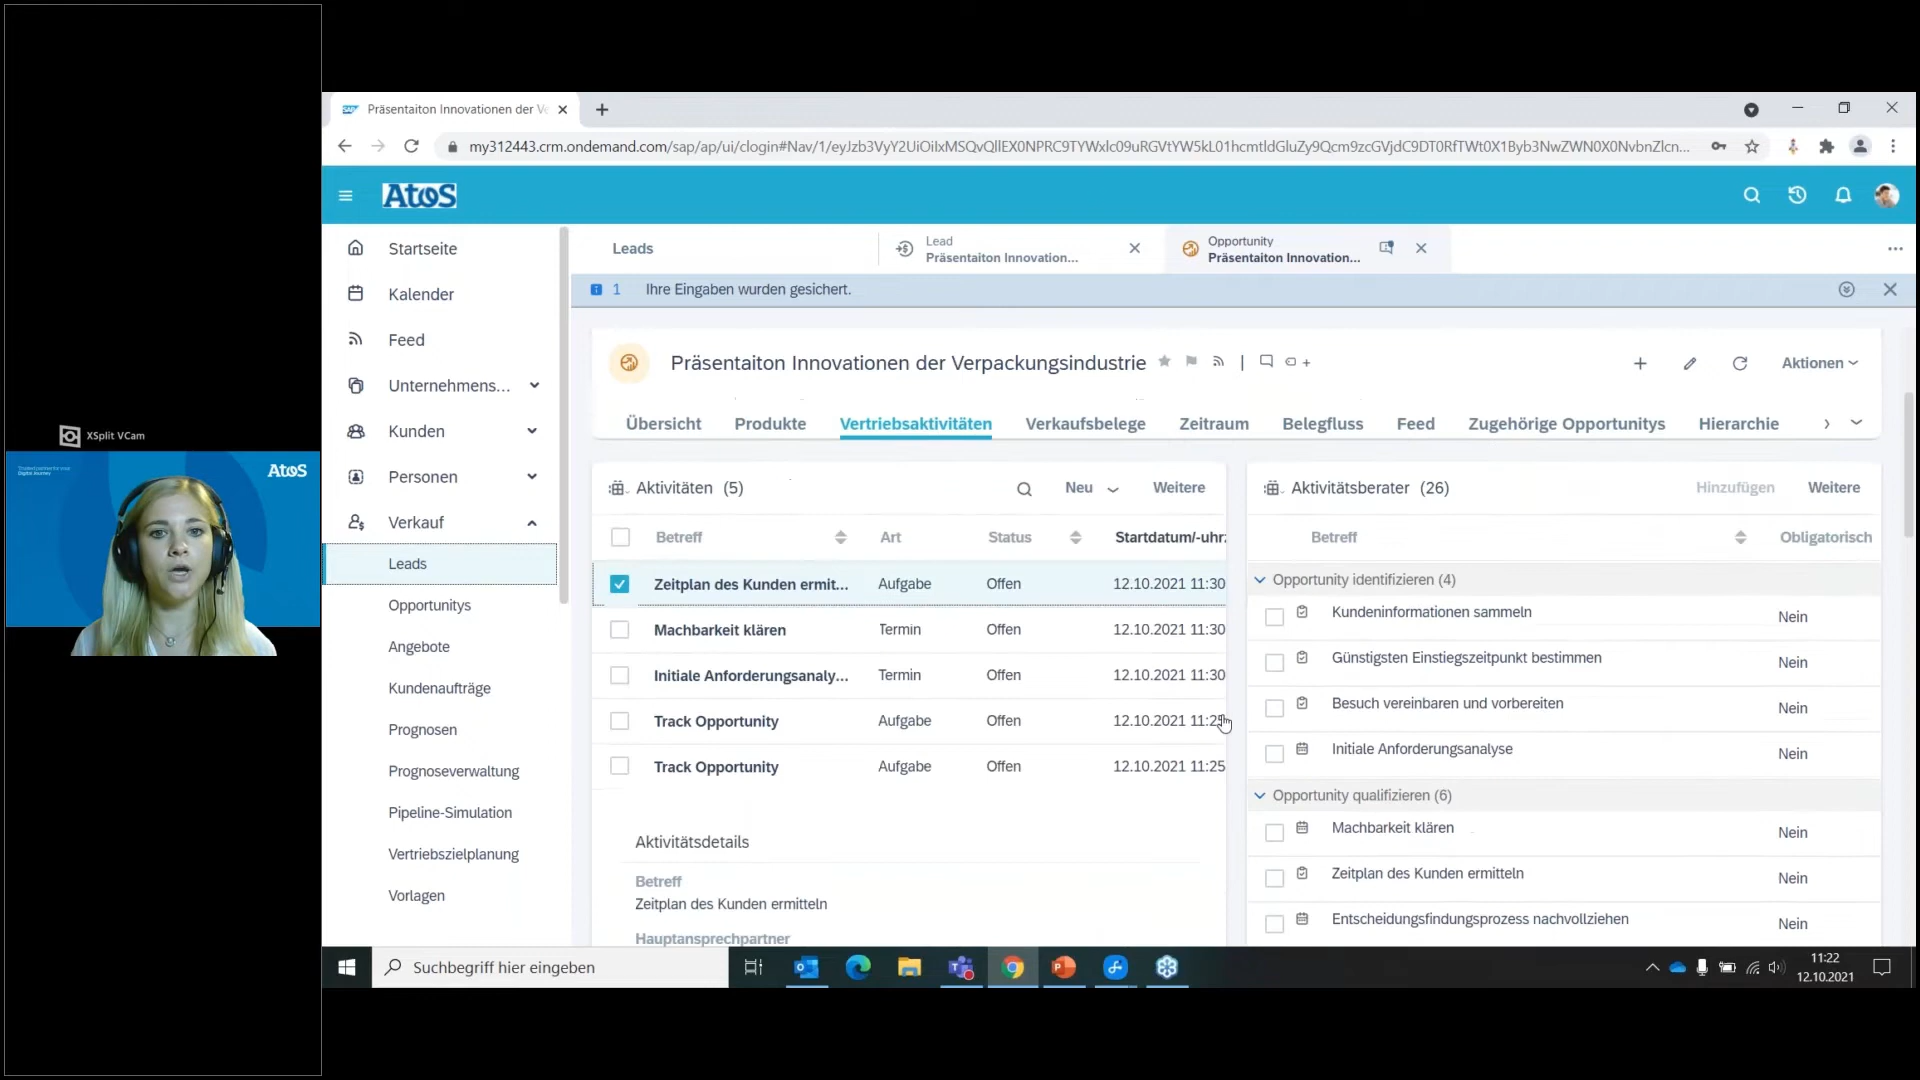 XSplit VCam
Atos
Präsentaiton Innovationen der Ve
my312443.crm.ondemand.com/sap/ap/ui/clogin#Nav/1/eyJzb3VyY2UiOiIxMSQvQllEX0NPRC9TYWxlc09uRGVtYW5kL01hcmtldGluZy9Qcm9zcGVjdC9DT0RfTWt0X1Byb3NwZWN0X0NvbnZlcn...
Atos
Startseite
Kalender
Feed
Unternehmens...
Kunden
Personen
Verkauf
Leads
Opportunitys
Angebote
Kundenaufträge
Prognosen
Prognoseverwaltung
Pipeline-Simulation
Vertriebszielplanung
Vorlagen
Leads
Lead
Präsentaiton Innovation...
Opportunity
Präsentaiton Innovation...
1 Ihre Eingaben wurden gesichert.
Präsentaiton Innovationen der Verpackungsindustrie
Aktionen
Übersicht Produkte Vertriebsaktivitäten Verkaufsbelege Zeitraum Belegfluss Feed Zugehörige Opportunitys Hierarchie
Aktivitäten (5) Neu Weitere
Betreff Art Status Startdatum/-uhrz
Zeitplan des Kunden ermit... Aufgabe Offen 12.10.2021 11:30
Machbarkeit klären Termin Offen 12.10.2021 11:30
Initiale Anforderungsanaly... Termin Offen 12.10.2021 11:30
Track Opportunity Aufgabe Offen 12.10.2021 11:25
Track Opportunity Aufgabe Offen 12.10.2021 11:25
Aktivitätsdetails
Betreff
Zeitplan des Kunden ermitteln
Hauptansprechpartner
Aktivitätsberater (26) Hinzufügen Weitere
Betreff Obligatorisch
Opportunity identifizieren (4)
Kundeninformationen sammeln Nein
Günstigsten Einstiegszeitpunkt bestimmen Nein
Besuch vereinbaren und vorbereiten Nein
Initiale Anforderungsanalyse Nein
Opportunity qualifizieren (6)
Machbarkeit klären Nein
Zeitplan des Kunden ermitteln Nein
Entscheidungsfindungsprozess nachvollziehen Nein
Suchbegriff hier eingeben
11:22
12.10.2021